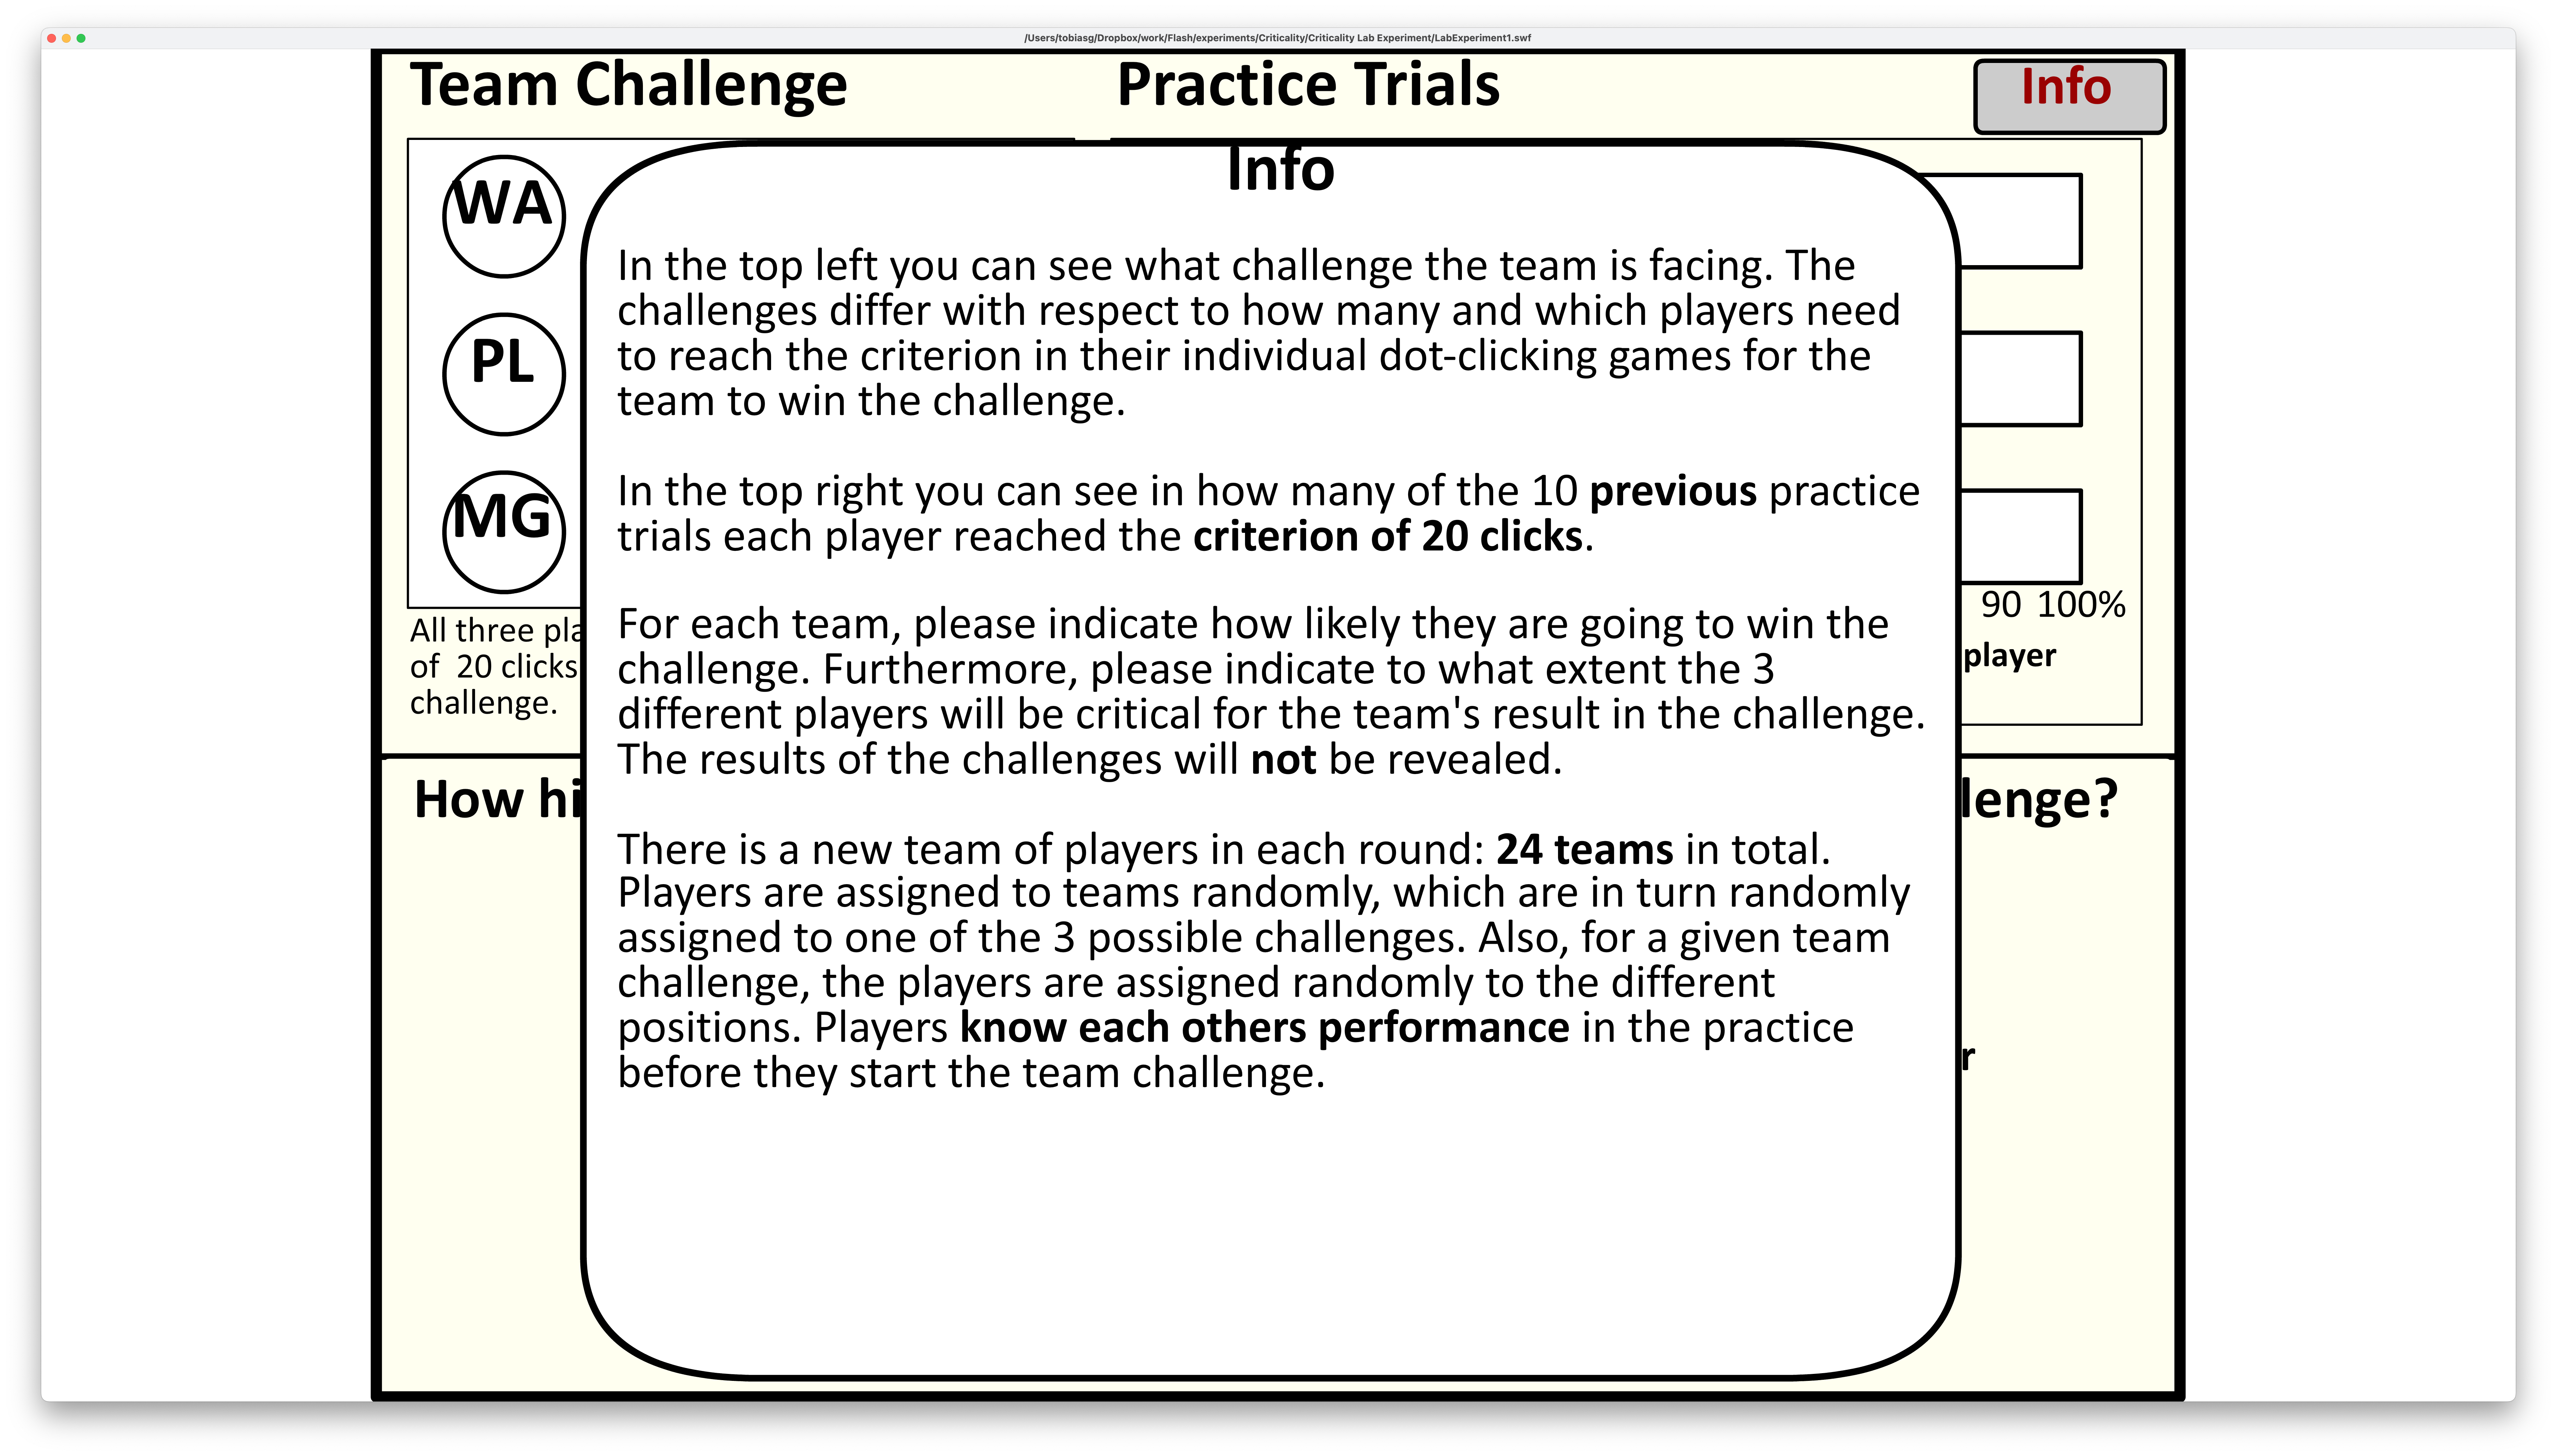 /Users/tobiasg/Dropbox/work/Flash/experiments/Criticality/Criticality Lab Experiment/LabExperiment1.swf
Team Challenge
Practice Trials
Info
WA
PL
MG
All three pla
of 20 clicks
challenge.
90 100%
player
How hi
lenge?
r
Info
In the top left you can see what challenge the team is facing. The
challenges differ with respect to how many and which players need
to reach the criterion in their individual dot-clicking games for the
team to win the challenge.
In the top right you can see in how many of the 10 previous practice
trials each player reached the criterion of 20 clicks.
For each team, please indicate how likely they are going to win the
challenge. Furthermore, please indicate to what extent the 3
different players will be critical for the team's result in the challenge.
The results of the challenges will not be revealed.
There is a new team of players in each round: 24 teams in total.
Players are assigned to teams randomly, which are in turn randomly
assigned to one of the 3 possible challenges. Also, for a given team
challenge, the players are assigned randomly to the different
positions. Players know each others performance in the practice
before they start the team challenge.